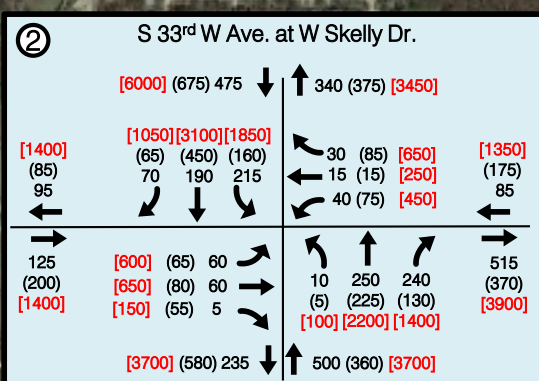 2
S 33rd W Ave. at W Skelly Dr.
[6000] (675) 475
340 (375) [3450]
[1050] [3100] [1850]
(65) (450) (160)
70 190 215
[1400]
(85)
95
30 (85) [650]
15 (15) [250]
40 (75) [450]
[1350]
(175)
85
125
(200)
[1400]
[600] (65) 60
[650] (80) 60
[150] (55) 5
10 250 240
(5) (225) (130)
[100] [2200] [1400]
515
(370)
[3900]
[3700] (580) 235
500 (360) [3700]